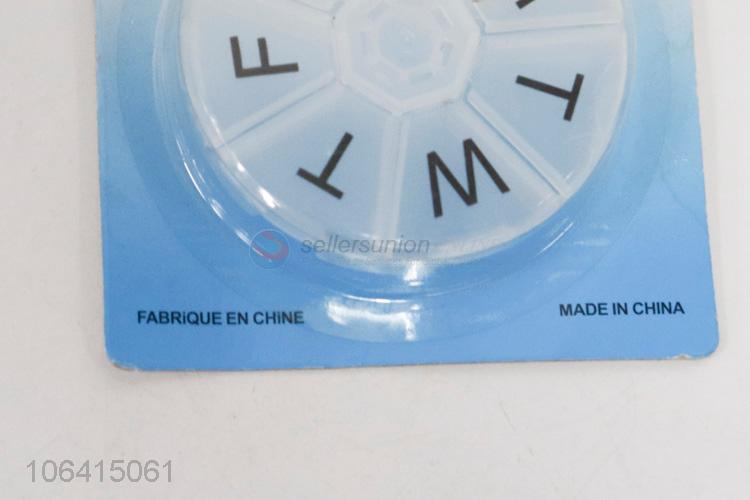 F
T
T
W
sellersunion
FABRiQUE EN CHiNE
MADE IN CHINA
106415061